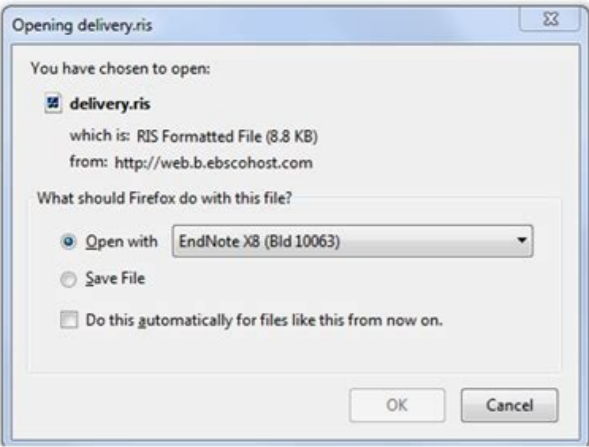 Opening delivery.ris
You have chosen to open:
delivery.ris
which is: RIS Formatted File (8.8 KB)
from: http://web.b.ebscohost.com
What should Firefox do with this file?
Open with EndNote X8 (Bld 10063)
Save File
Do this automatically for files like this from now on.
OK Cancel